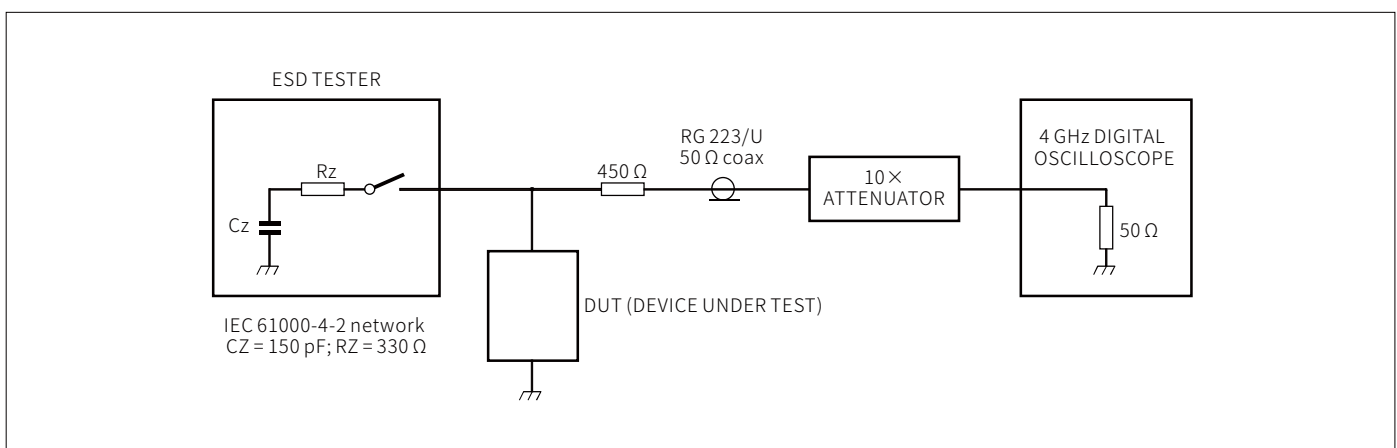 ESD TESTER
Rz
Cz
IEC 61000-4-2 network
CZ = 150 pF; RZ = 330 Ω
450 Ω
RG 223/U
50 Ω coax
DUT (DEVICE UNDER TEST)
10×
ATTENUATOR
4 GHz DIGITAL
OSCILLOSCOPE
50 Ω